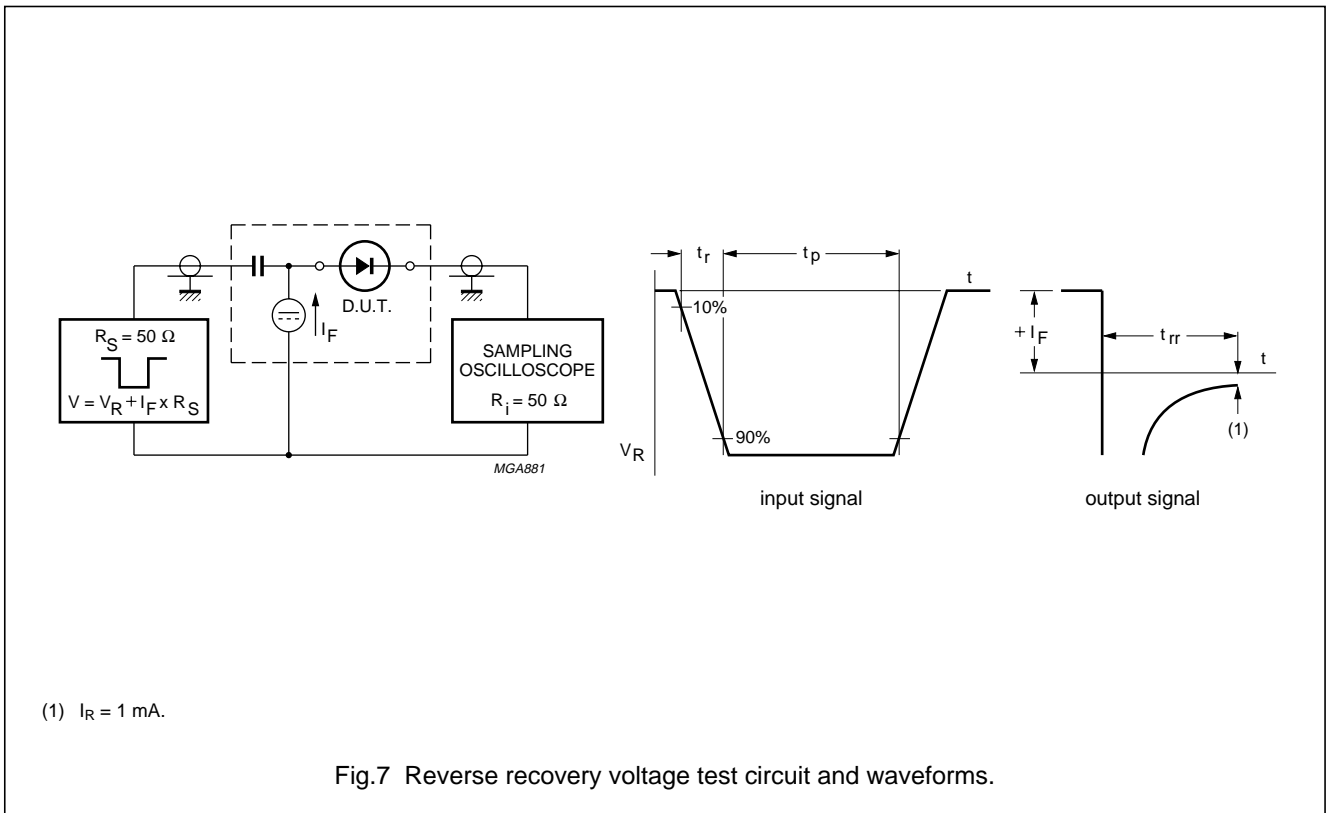 R_S = 50 Ω
V = V_R + I_F x R_S
I_F
D.U.T.
SAMPLING
OSCILLOSCOPE
R_i = 50 Ω
MGA881
t_r
t_p
t
10%
90%
V_R
input signal
+ I_F
t_rr
t
(1)
output signal
(1) I_R = 1 mA.
Fig.7 Reverse recovery voltage test circuit and waveforms.